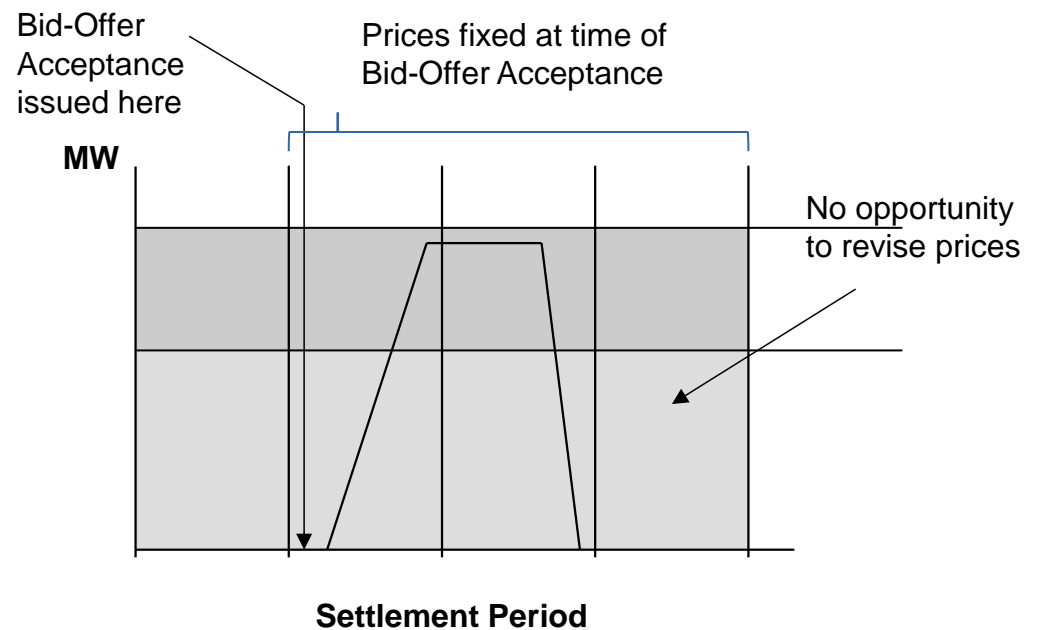 Bid-Offer
Acceptance
issued here
Prices fixed at time of
Bid-Offer Acceptance
MW
No opportunity
to revise prices
Settlement Period